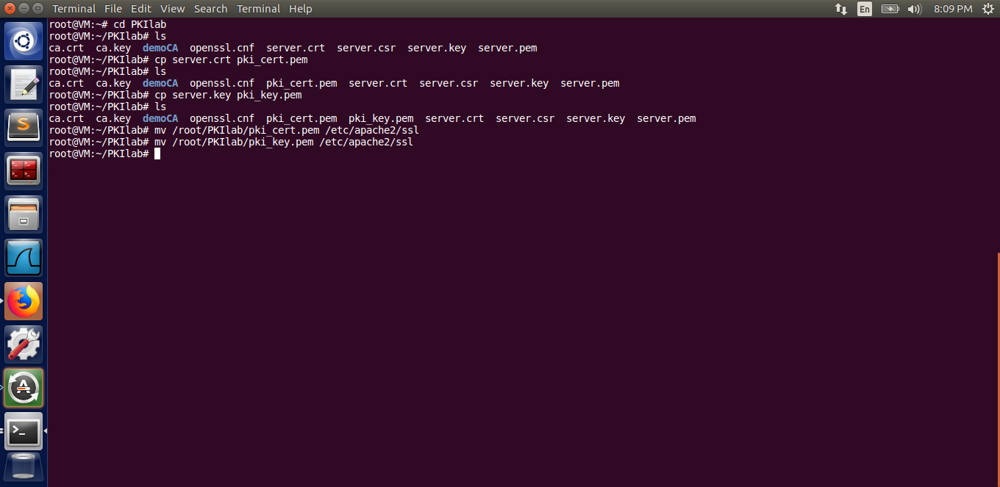 Terminal File Edit View Search Terminal Help En 8:09 PM
root@VM:~# cd PKIlab
root@VM:~/PKIlab# ls
ca.crt  ca.key  demoCA  openssl.cnf  server.crt  server.csr  server.key  server.pem
root@VM:~/PKIlab# cp server.crt pki_cert.pem
root@VM:~/PKIlab# ls
ca.crt  ca.key  demoCA  openssl.cnf  pki_cert.pem  server.crt  server.csr  server.key  server.pem
root@VM:~/PKIlab# cp server.key pki_key.pem
root@VM:~/PKIlab# ls
ca.crt  ca.key  demoCA  openssl.cnf  pki_cert.pem  pki_key.pem  server.crt  server.csr  server.key  server.pem
root@VM:~/PKIlab# mv /root/PKIlab/pki_cert.pem /etc/apache2/ssl
root@VM:~/PKIlab# mv /root/PKIlab/pki_key.pem /etc/apache2/ssl
root@VM:~/PKIlab#